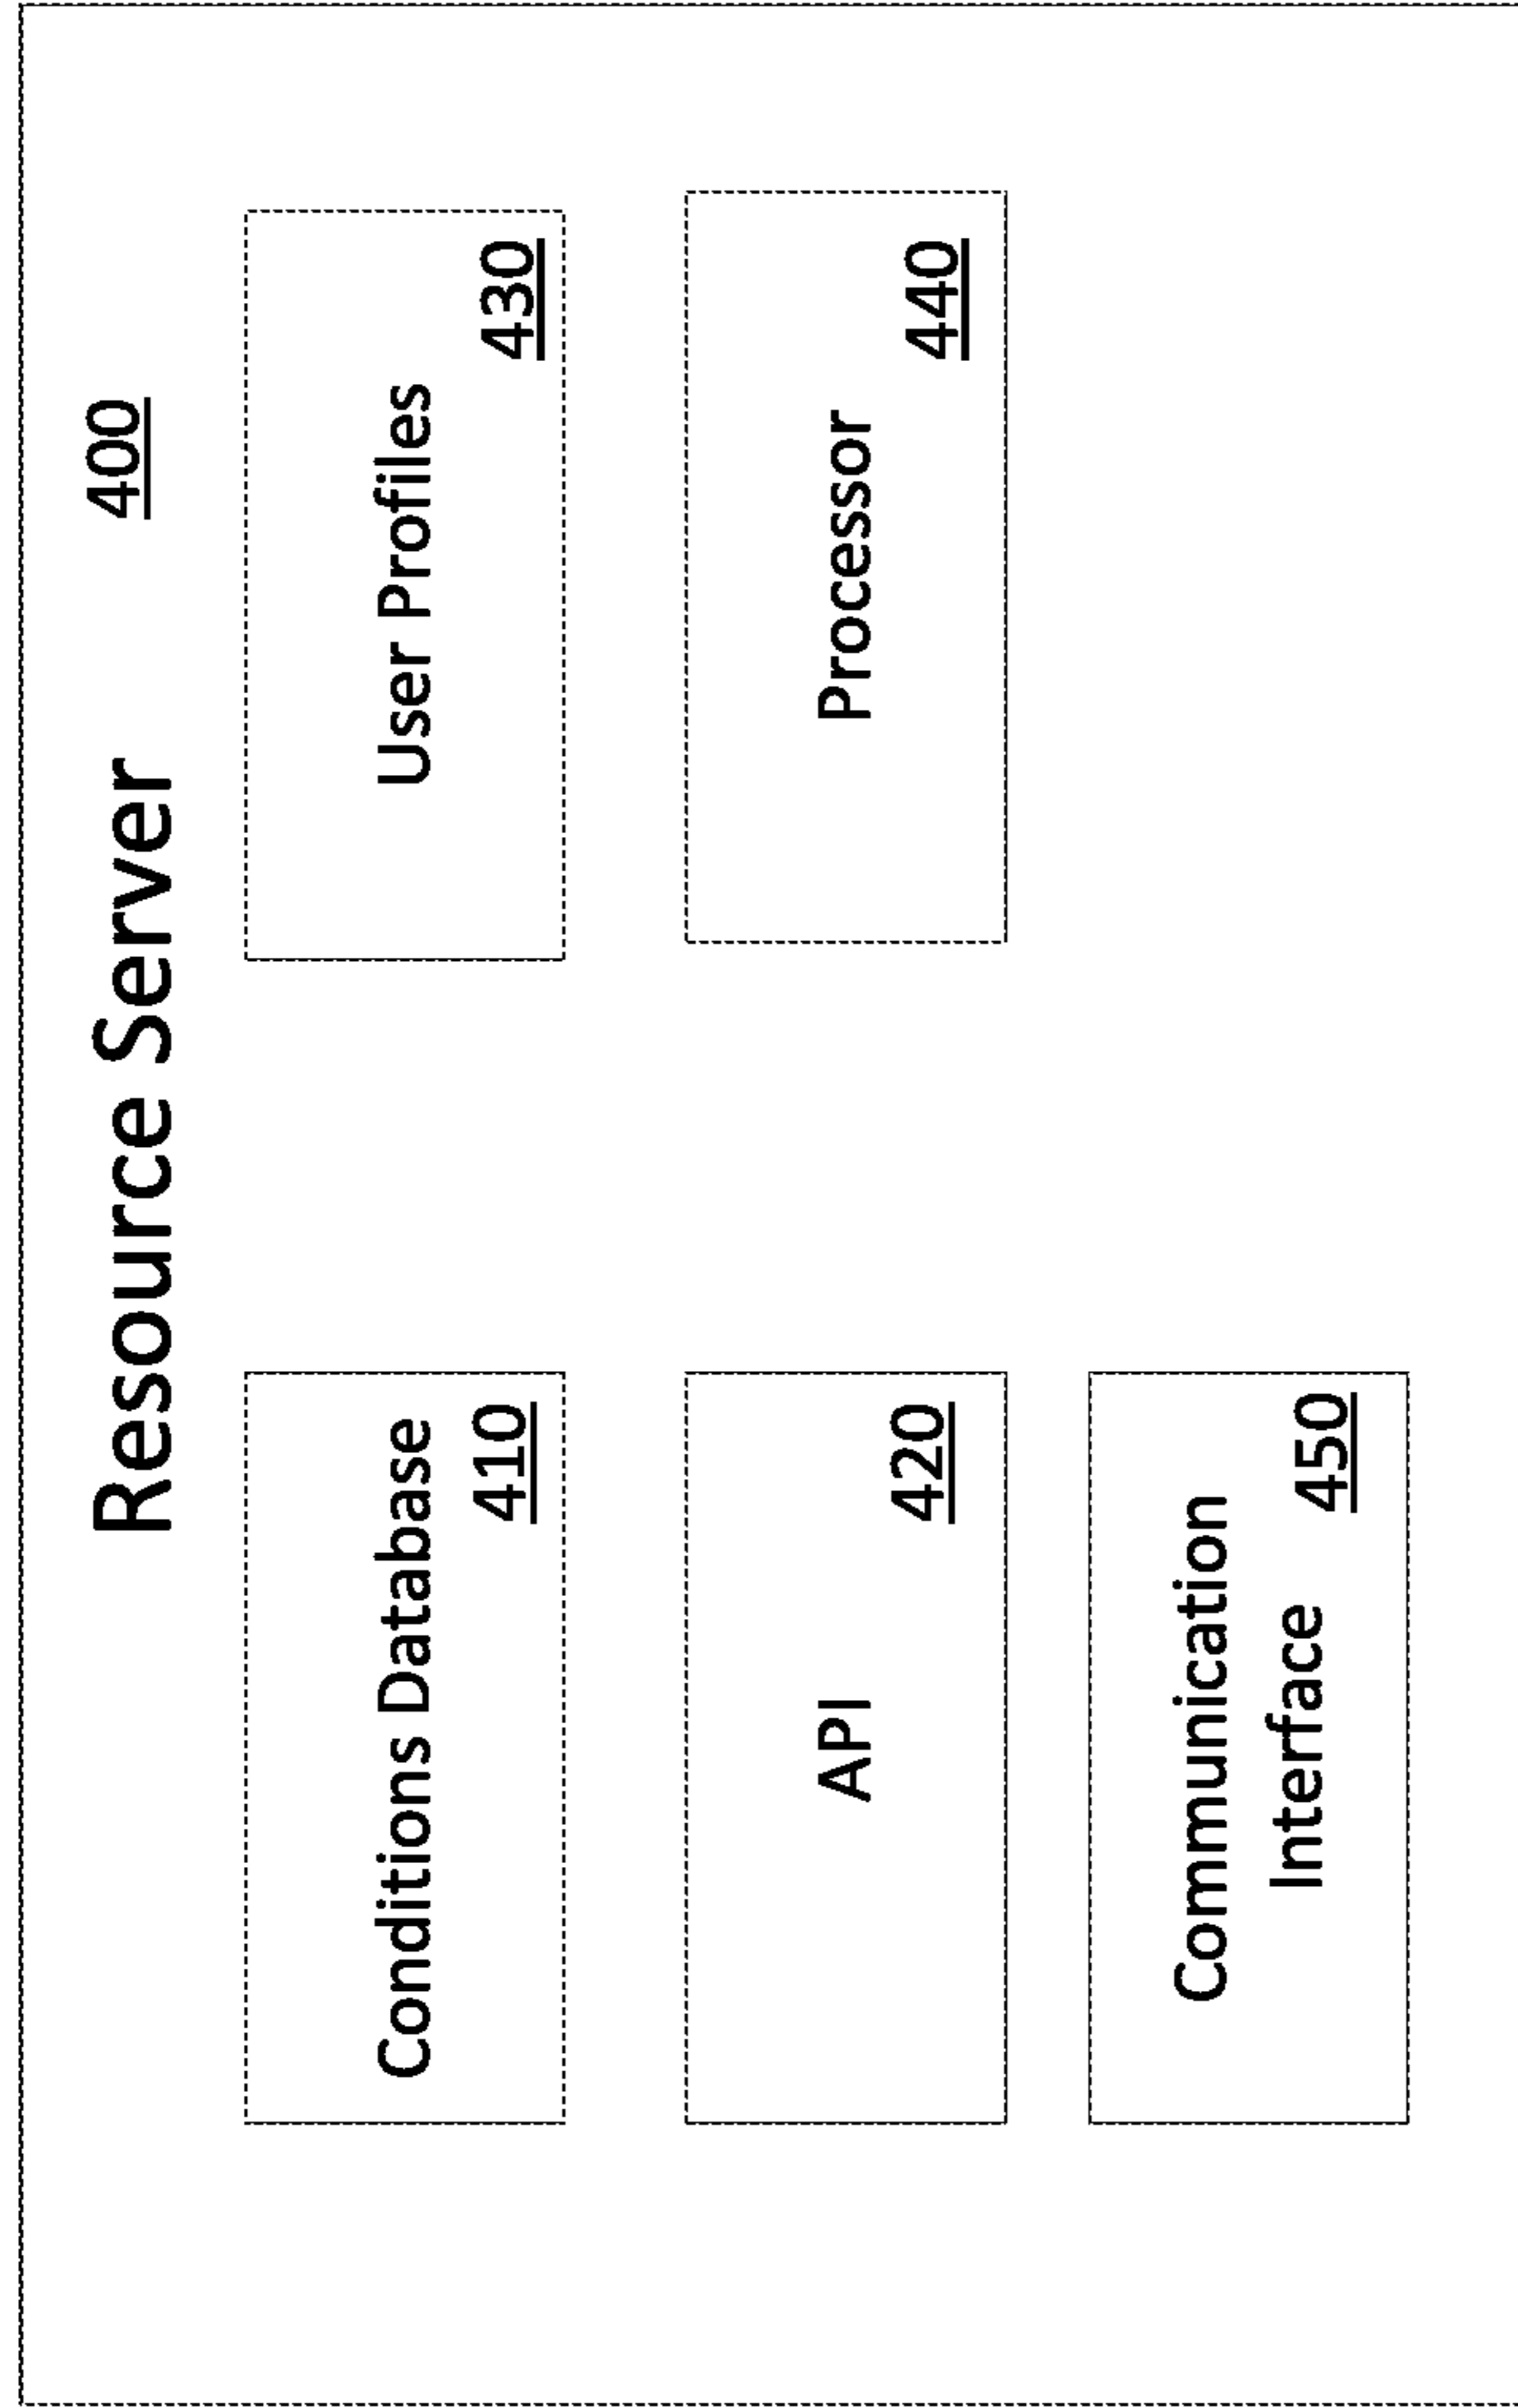 Resource Server
400
Conditions Database
410
User Profiles
430
API
420
Processor
440
Communication
Interface
450